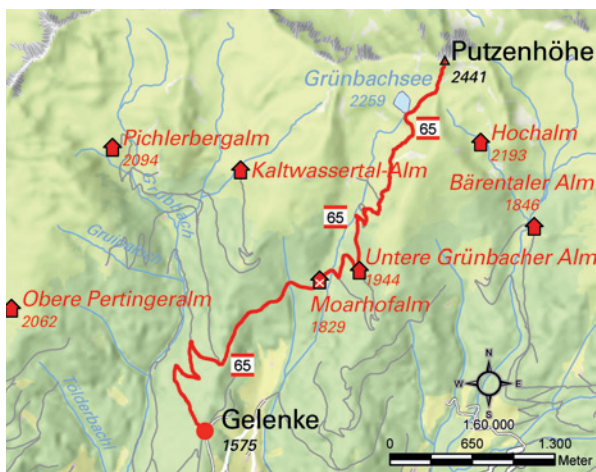 Putzenhöhe
2441
Grünbachsee
2259
65
Pichlerbergalm
2094
Hochalm
2193
Kaltwassertal-Alm
Bärentaler Alm
1846
Grünbach
65
Untere Grünbacher Alm
1944
Obere Pertingeralm
2062
Moarhofalm
1829
65
Gelenke
1575
N
W
E
S
1:60 000
0
650
1.300
Meter